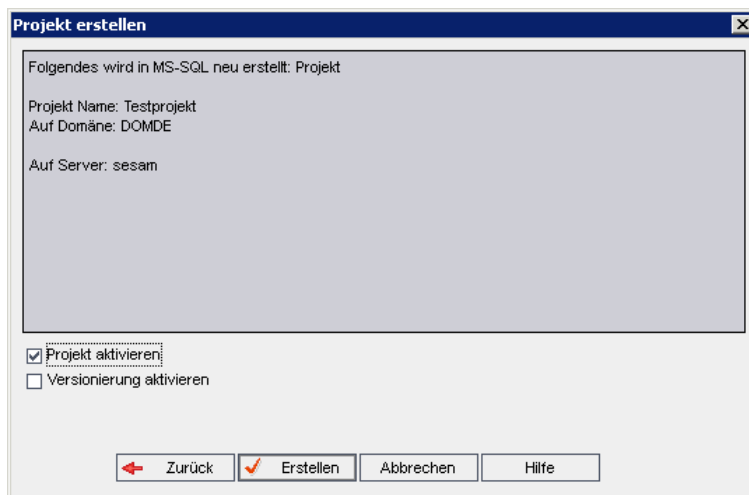 Projekt erstellen
Folgendes wird in MS-SQL neu erstellt: Projekt
Projekt Name: Testprojekt
Auf Domäne: DOMDE
Auf Server: sesam
Projekt aktivieren
Versionierung aktivieren
Zurück Erstellen Abbrechen Hilfe